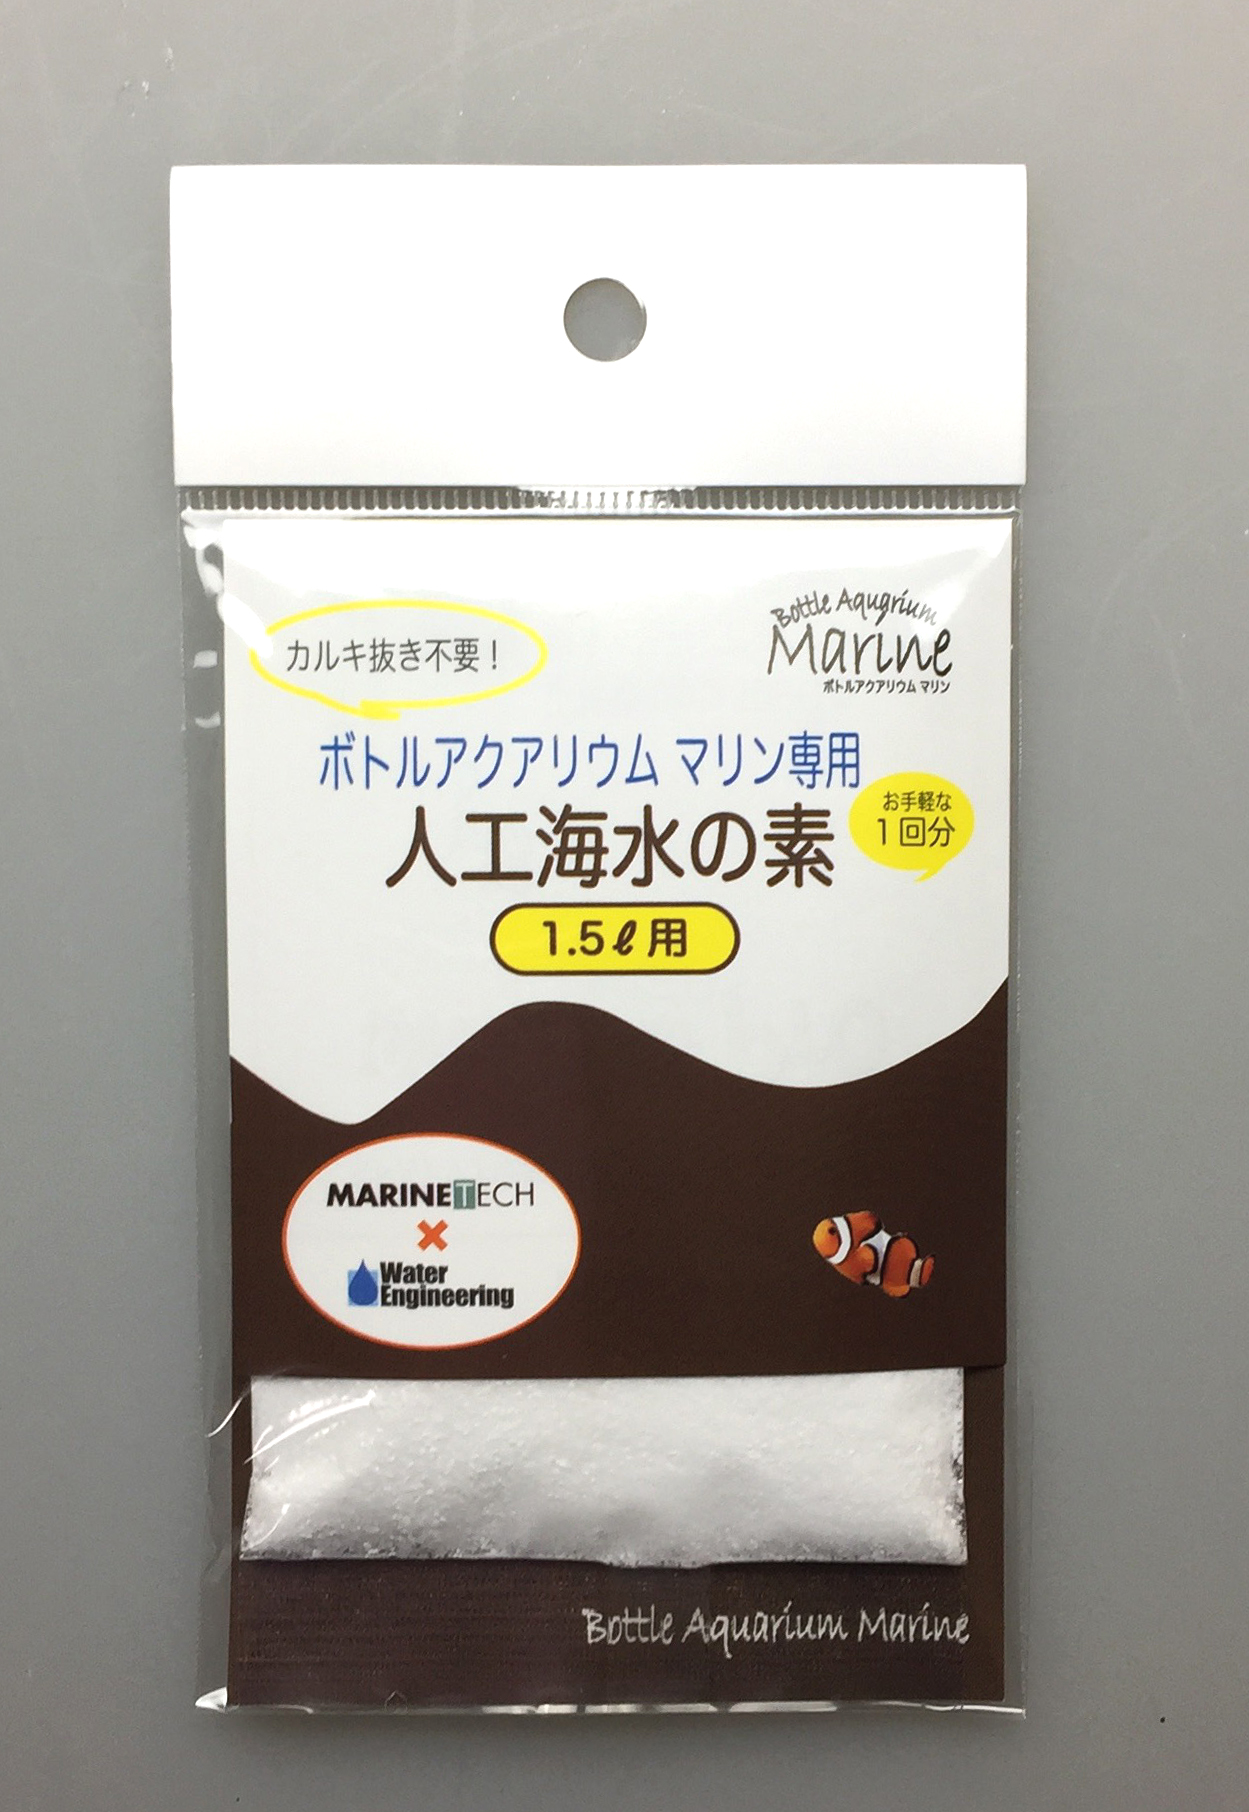 カルキ抜き不要！
Bottle Aquarium
Marine
ボトルアクアリウム マリン
ボトルアクアリウム マリン専用
人工海水の素
お手軽な
1回分
1.5ℓ用
MARINETECH
×
Water
Engineering
Bottle Aquarium Marine